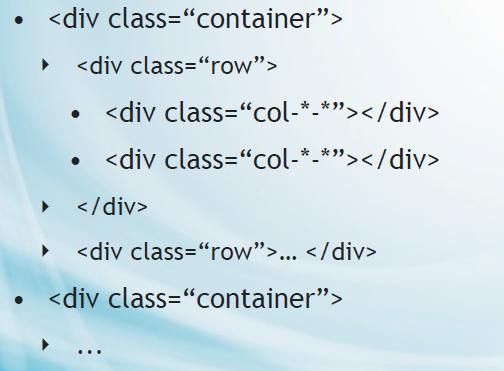 • <div class=“container”>
‣ <div class=“row”>
• <div class=“col-*-*”></div>
• <div class=“col-*-*”></div>
‣ </div>
‣ <div class=“row”>… </div>
• <div class=“container”>
‣ ...